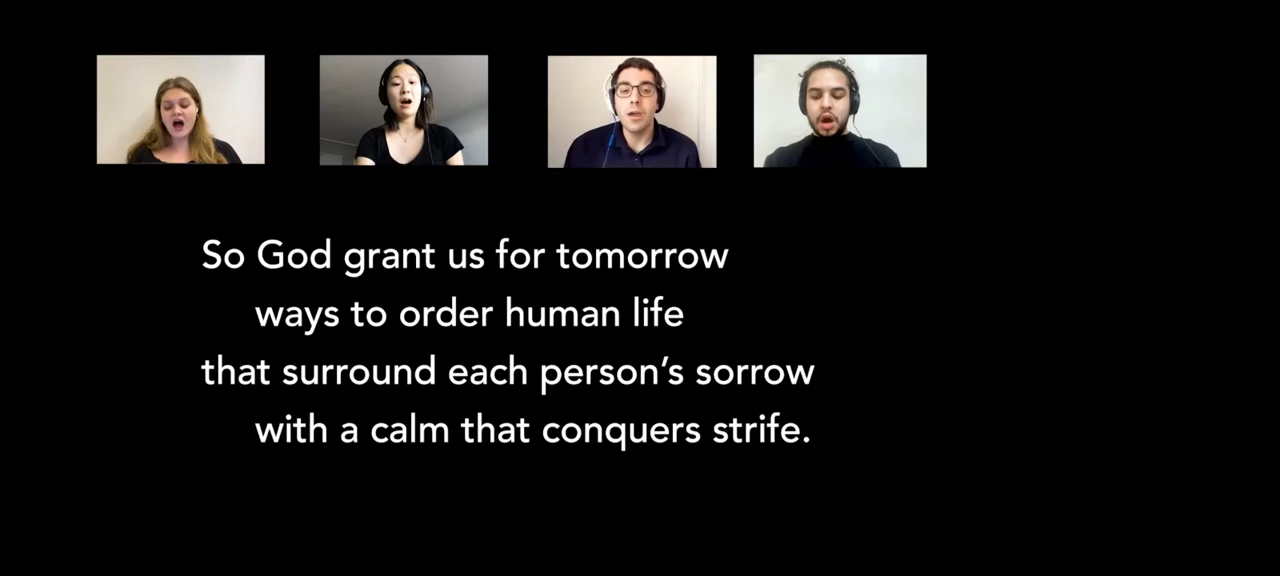 So God grant us for tomorrow
ways to order human life
that surround each person’s sorrow
with a calm that conquers strife.